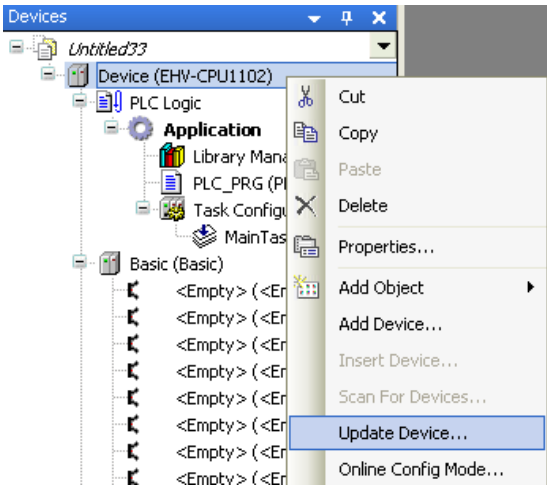 Devices
Untitled33
Device (EHV-CPU1102)
PLC Logic
Application
Library Mana
PLC_PRG (P
Task Configu
MainTas
Basic (Basic)
<Empty> (<Er
<Empty> (<Er
<Empty> (<Er
<Empty> (<Er
<Empty> (<Er
<Empty> (<Er
<Empty> (<Er
<Empty> (<Er
Cut
Copy
Paste
Delete
Properties...
Add Object
Add Device...
Insert Device...
Scan For Devices...
Update Device...
Online Config Mode...